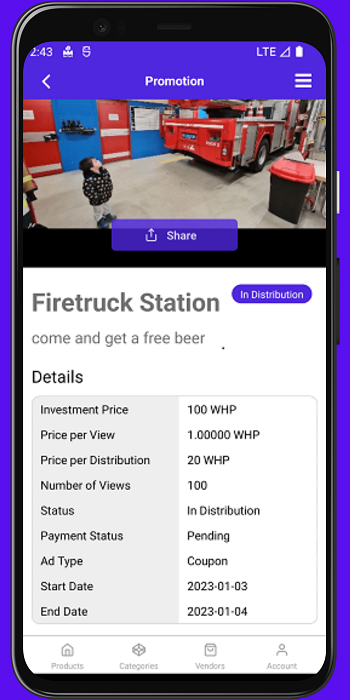 2:43 LTE
Promotion
Share
Firetruck Station In Distribution
come and get a free beer
Details
Investment Price 100 WHP
Price per View 1.00000 WHP
Price per Distribution 20 WHP
Number of Views 100
Status In Distribution
Payment Status Pending
Ad Type Coupon
Start Date 2023-01-03
End Date 2023-01-04
Products Categories Vendors Account